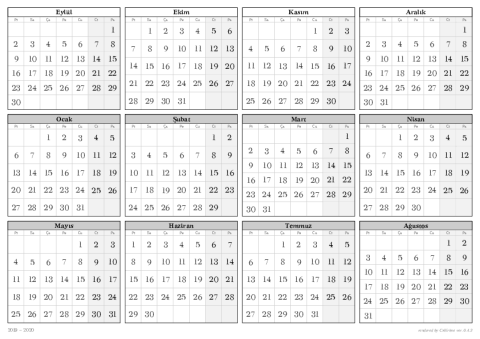 Eylül
Pt Sa Ça Pe Cu Ct Pa
1
2 3 4 5 6 7 8
9 10 11 12 13 14 15
16 17 18 19 20 21 22
23 24 25 26 27 28 29
30
Ekim
Pt Sa Ça Pe Cu Ct Pa
1 2 3 4 5 6
7 8 9 10 11 12 13
14 15 16 17 18 19 20
21 22 23 24 25 26 27
28 29 30 31
Kasım
Pt Sa Ça Pe Cu Ct Pa
1 2 3
4 5 6 7 8 9 10
11 12 13 14 15 16 17
18 19 20 21 22 23 24
25 26 27 28 29 30
Aralık
Pt Sa Ça Pe Cu Ct Pa
1
2 3 4 5 6 7 8
9 10 11 12 13 14 15
16 17 18 19 20 21 22
23 24 25 26 27 28 29
30 31
Ocak
Pt Sa Ça Pe Cu Ct Pa
1 2 3 4 5
6 7 8 9 10 11 12
13 14 15 16 17 18 19
20 21 22 23 24 25 26
27 28 29 30 31
Şubat
Pt Sa Ça Pe Cu Ct Pa
1 2
3 4 5 6 7 8 9
10 11 12 13 14 15 16
17 18 19 20 21 22 23
24 25 26 27 28 29
Mart
Pt Sa Ça Pe Cu Ct Pa
1
2 3 4 5 6 7 8
9 10 11 12 13 14 15
16 17 18 19 20 21 22
23 24 25 26 27 28 29
30 31
Nisan
Pt Sa Ça Pe Cu Ct Pa
1 2 3 4 5
6 7 8 9 10 11 12
13 14 15 16 17 18 19
20 21 22 23 24 25 26
27 28 29 30
Mayıs
Pt Sa Ça Pe Cu Ct Pa
1 2 3
4 5 6 7 8 9 10
11 12 13 14 15 16 17
18 19 20 21 22 23 24
25 26 27 28 29 30 31
Haziran
Pt Sa Ça Pe Cu Ct Pa
1 2 3 4 5 6 7
8 9 10 11 12 13 14
15 16 17 18 19 20 21
22 23 24 25 26 27 28
29 30
Temmuz
Pt Sa Ça Pe Cu Ct Pa
1 2 3 4 5
6 7 8 9 10 11 12
13 14 15 16 17 18 19
20 21 22 23 24 25 26
27 28 29 30 31
Ağustos
Pt Sa Ça Pe Cu Ct Pa
1 2
3 4 5 6 7 8 9
10 11 12 13 14 15 16
17 18 19 20 21 22 23
24 25 26 27 28 29 30
31
2019 - 2020